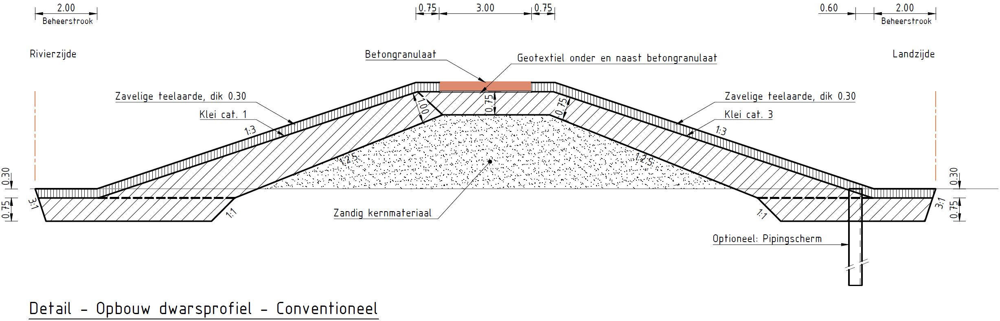 2.00
Beheerstrook
0.75
3.00
0.75
0.60
2.00
Beheerstrook
Rivierzijde
Betongranulaat
Geotextiel onder en naast betongranulaat
Landzijde
Zavelige teelaarde, dik 0.30
Klei cat. 1
1:3
1.00
0.75
0.75
Zavelige teelaarde, dik 0.30
Klei cat. 3
1:3
1:2.5
1:2.5
0.30
0.75
3:1
1:1
Zandig kernmateriaal
1:1
3:1
0.30
0.75
Optioneel: Pipingscherm
Detail - Opbouw dwarsprofiel - Conventioneel